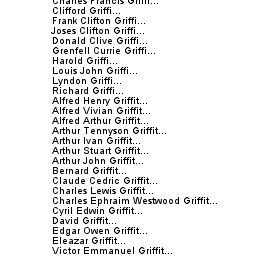 Charles Francis Griffi...
Clifford Griffi...
Frank Clifton Griffi...
Joses Clifton Griffi...
Donald Clive Griffi...
Grenfell Currie Griffi...
Harold Griffi...
Louis John Griffi...
Lyndon Griffi...
Richard Griffi...
Alfred Henry Griffit...
Alfred Vivian Griffit...
Alfred Arthur Griffit...
Arthur Tennyson Griffit...
Arthur Ivan Griffit...
Arthur Stuart Griffit...
Arthur John Griffit...
Bernard Griffit...
Claude Cedric Griffit...
Charles Lewis Griffit...
Charles Ephraim Westwood Griffit...
Cyril Edwin Griffit...
David Griffit...
Edgar Owen Griffit...
Eleazar Griffit...
Victor Emmanuel Griffit...